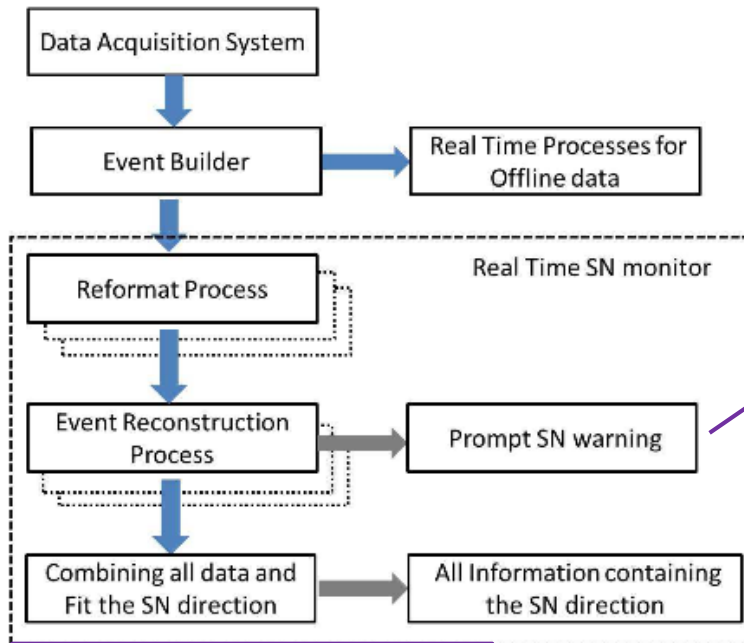 Data Acquisition System
Event Builder
Real Time Processes for
Offline data
Real Time SN monitor
Reformat Process
Event Reconstruction
Process
Prompt SN warning
Combining all data and
Fit the SN direction
All Information containing
the SN direction